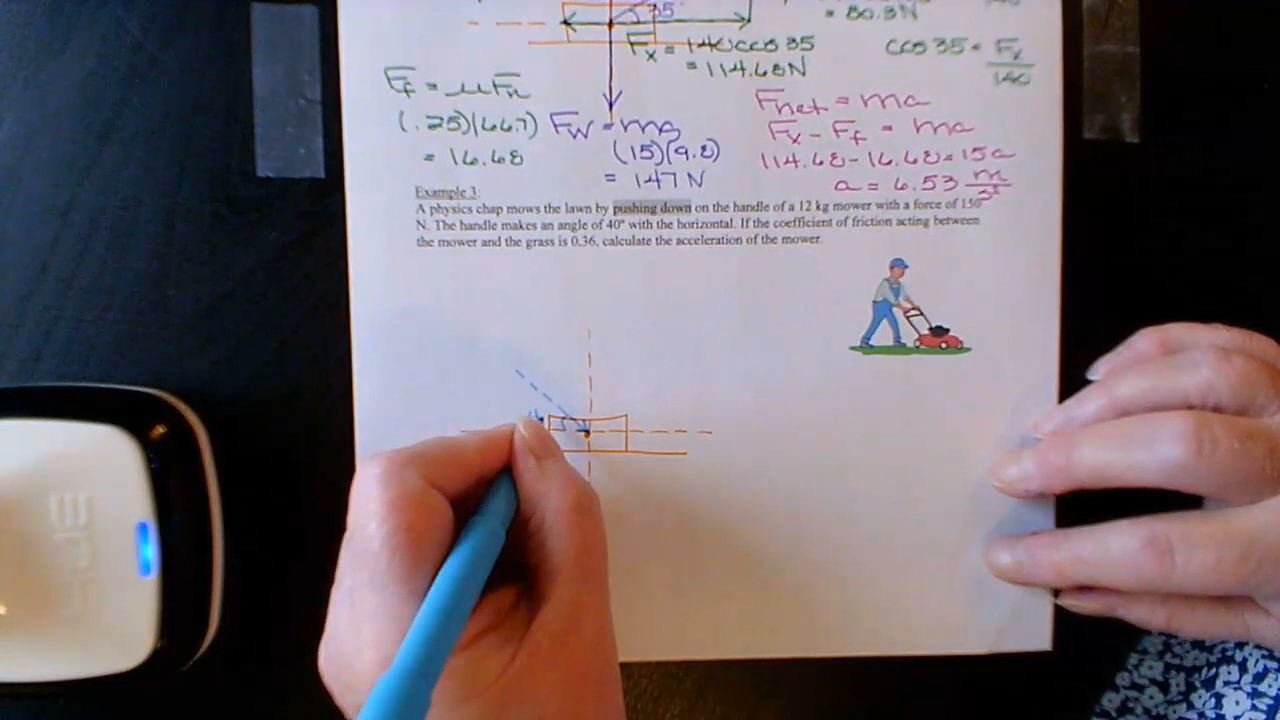 35°
= 80.3N
Fx = 140cos35
= 114.68N
cos35 = Fx
140
Ff = μFn
(.25)(66.7)
= 16.68
Fw = mg
(15)(9.8)
= 147N
Fnet = ma
Fx - Ff = ma
114.68-16.68=15a
a = 6.53 m/s²
Example 3:
A physics chap mows the lawn by pushing down on the handle of a 12 kg mower with a force of 150
N. The handle makes an angle of 40° with the horizontal. If the coefficient of friction acting between
the mower and the grass is 0.36, calculate the acceleration of the mower.